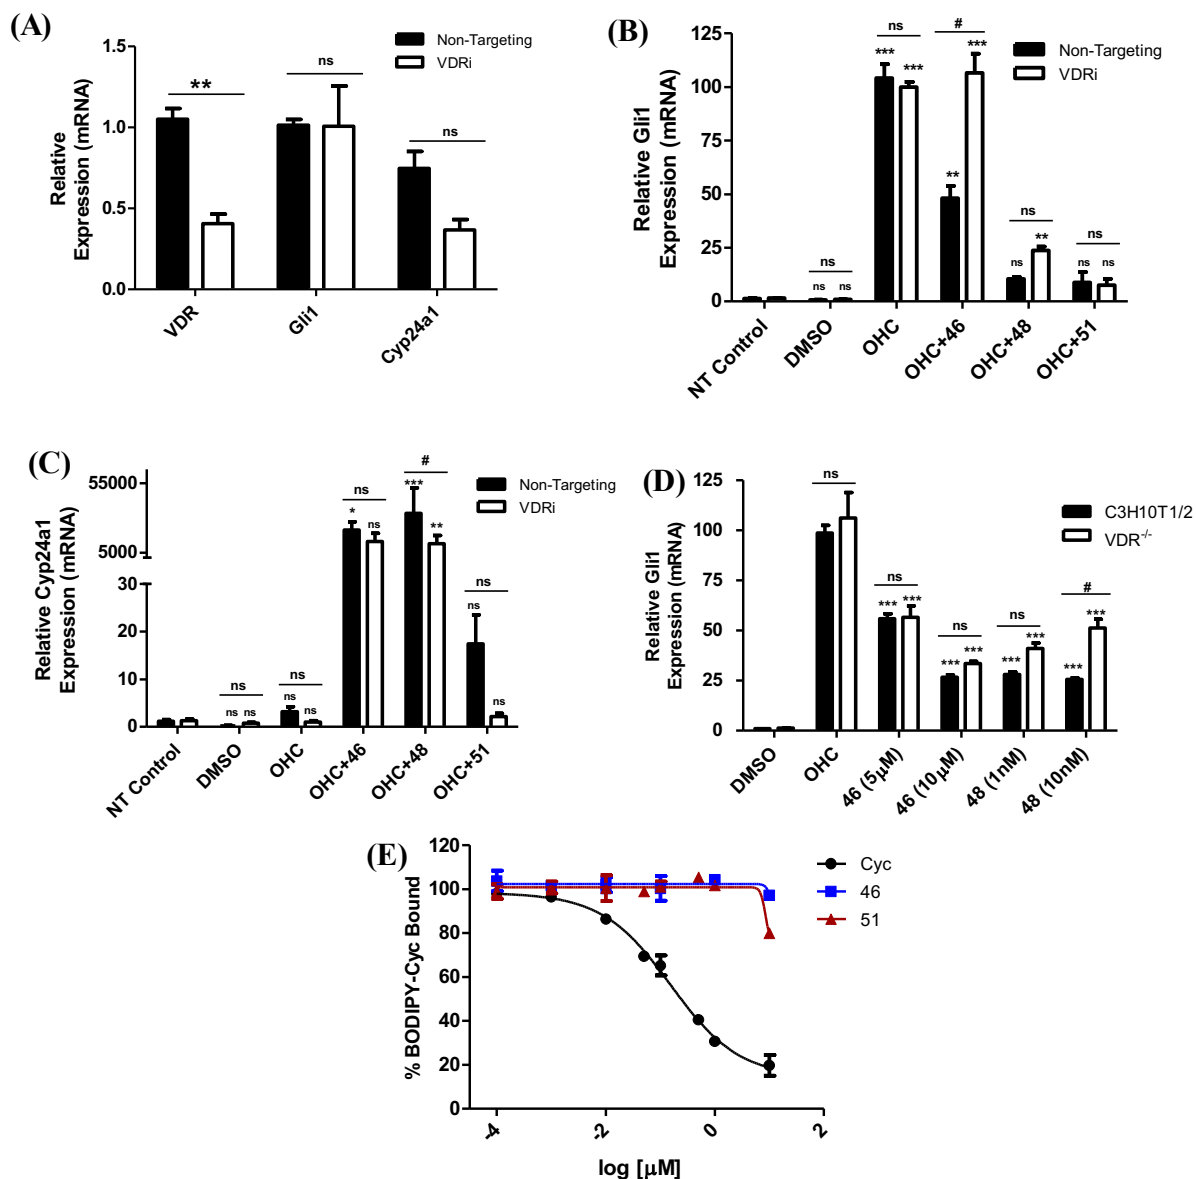 (A)
Non-Targeting
VDRi
Relative
Expression (mRNA)
1.5
1.0
0.5
0.0
**
ns
ns
VDR
Gli1
Cyp24a1
(B)
Non-Targeting
VDRi
Relative Gli1
Expression (mRNA)
125
100
75
50
25
0
ns
#
*** *** ** ***
ns
ns ns
ns
ns **
ns
ns ns
NT Control
DMSO
OHC
OHC+46
OHC+48
OHC+51
(C)
Non-Targeting
VDRi
Relative Cyp24a1
Expression (mRNA)
55000
5000
30
20
10
0
ns
ns ns
ns
ns ns
ns
* ns
#
*** **
ns
ns
NT Control
DMSO
OHC
OHC+46
OHC+48
OHC+51
(D)
C3H10T1/2
VDR-/-
Relative Gli1
Expression (mRNA)
125
100
75
50
25
0
ns
ns
*** ***
ns
*** ***
ns
*** ***
#
*** ***
DMSO
OHC
46 (5µM)
46 (10µM)
48 (1nM)
48 (10nM)
(E)
Cyc
46
51
% BODIPY-Cyc Bound
120
100
80
60
40
20
0
-4
-2
0
2
log [µM]